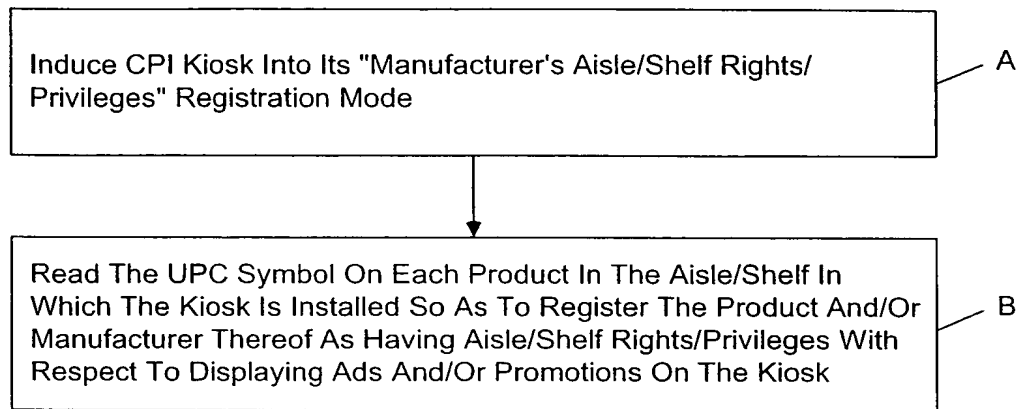 Induce CPI Kiosk Into Its "Manufacturer's Aisle/Shelf Rights/
Privileges" Registration Mode
A
Read The UPC Symbol On Each Product In The Aisle/Shelf In
Which The Kiosk Is Installed So As To Register The Product And/Or
Manufacturer Thereof As Having Aisle/Shelf Rights/Privileges With
Respect To Displaying Ads And/Or Promotions On The Kiosk
B